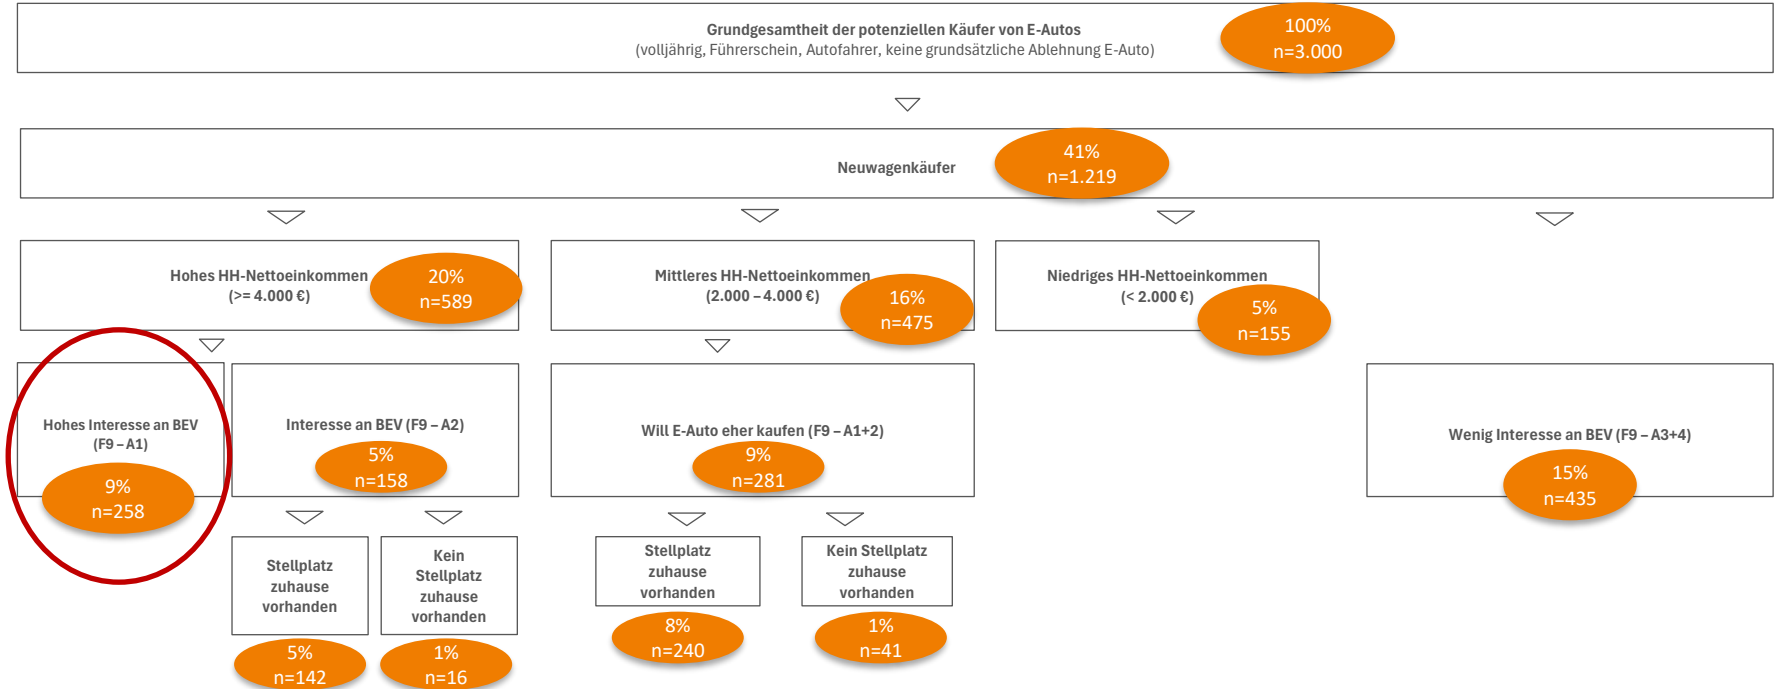 Grundgesamtheit der potenziellen Käufer von E-Autos
(volljährig, Führerschein, Autofahrer, keine grundsätzliche Ablehnung E-Auto)
100%
n=3.000
Neuwagenkäufer
41%
n=1.219
Hohes HH-Nettoeinkommen
(>= 4.000 €)
20%
n=589
Mittleres HH-Nettoeinkommen
(2.000 – 4.000 €)
16%
n=475
Niedriges HH-Nettoeinkommen
(< 2.000 €)
5%
n=155
Hohes Interesse an BEV
(F9 – A1)
9%
n=258
Interesse an BEV (F9 – A2)
5%
n=158
Will E-Auto eher kaufen (F9 – A1+2)
9%
n=281
Wenig Interesse an BEV (F9 – A3+4)
15%
n=435
Stellplatz
zuhause
vorhanden
5%
n=142
Kein
Stellplatz
zuhause
vorhanden
1%
n=16
Stellplatz
zuhause
vorhanden
8%
n=240
Kein Stellplatz
zuhause
vorhanden
1%
n=41